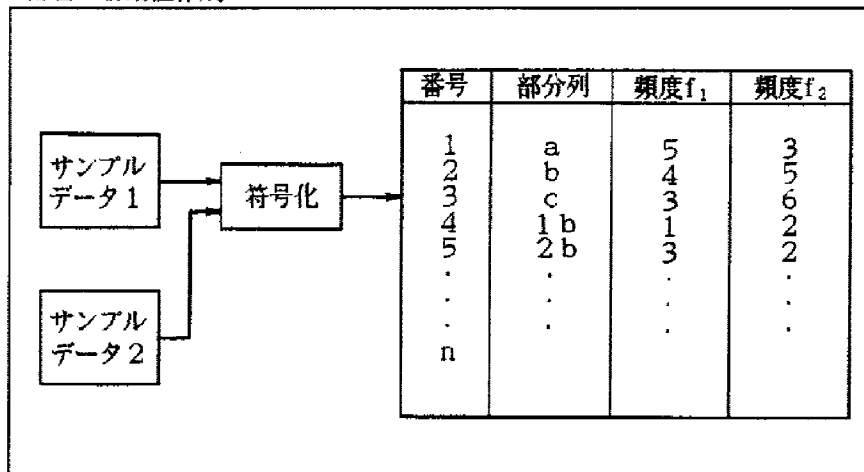 番号 部分列 頻度f₁ 頻度f₂
1 a 5 3
2 b 4 5
3 c 3 6
4 1b 1 2
5 2b 3 2
. . . .
. . . .
. . . .
n
サンプル
データ1
符号化
サンプル
データ2